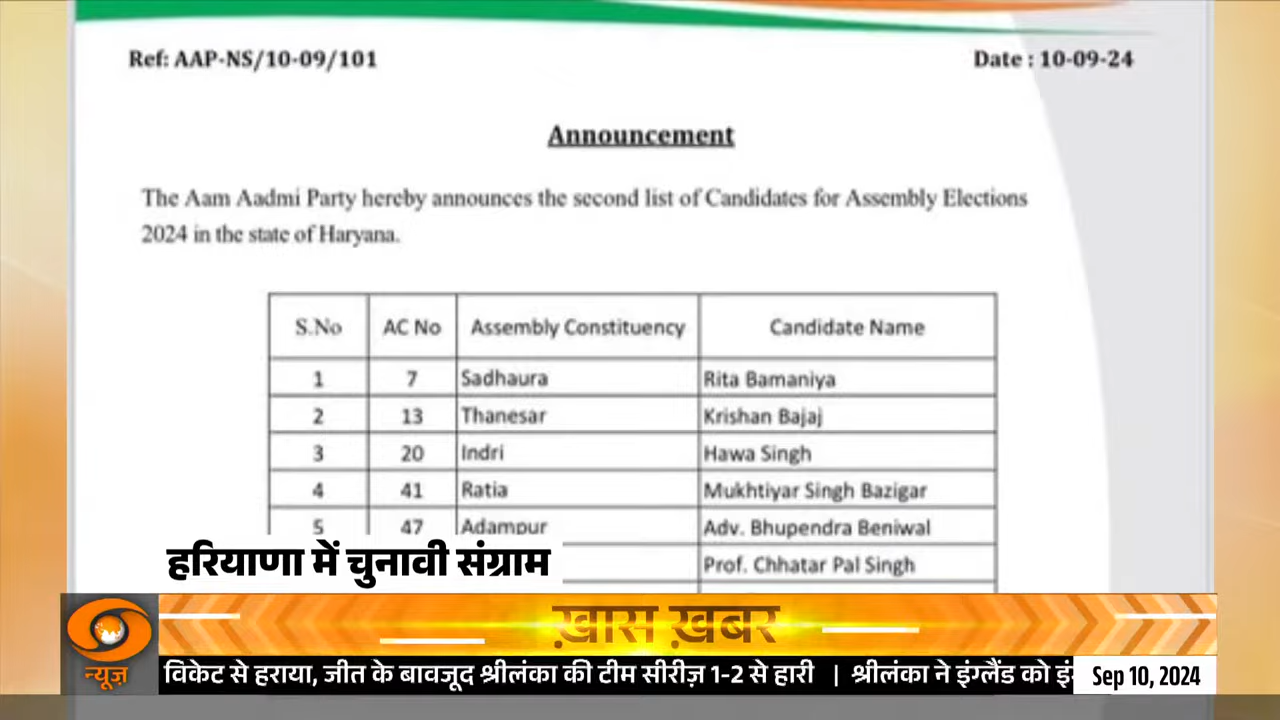 Ref: AAP-NS/10-09/101 Date : 10-09-24
Announcement
The Aam Aadmi Party hereby announces the second list of Candidates for Assembly Elections
2024 in the state of Haryana.
S.No AC No Assembly Constituency Candidate Name
1 7 Sadhaura Rita Bamaniya
2 13 Thanesar Krishan Bajaj
3 20 Indri Hawa Singh
4 41 Ratia Mukhtiyar Singh Bazigar
5 47 Adampur Adv. Bhupendra Beniwal
Prof. Chhatar Pal Singh
हरियाणा में चुनावी संग्राम
ख़ास ख़बर
न्यूज़
विकेट से हराया, जीत के बावजूद श्रीलंका की टीम सीरीज़ 1-2 से हारी | श्रीलंका ने इंग्लैंड को
Sep 10, 2024